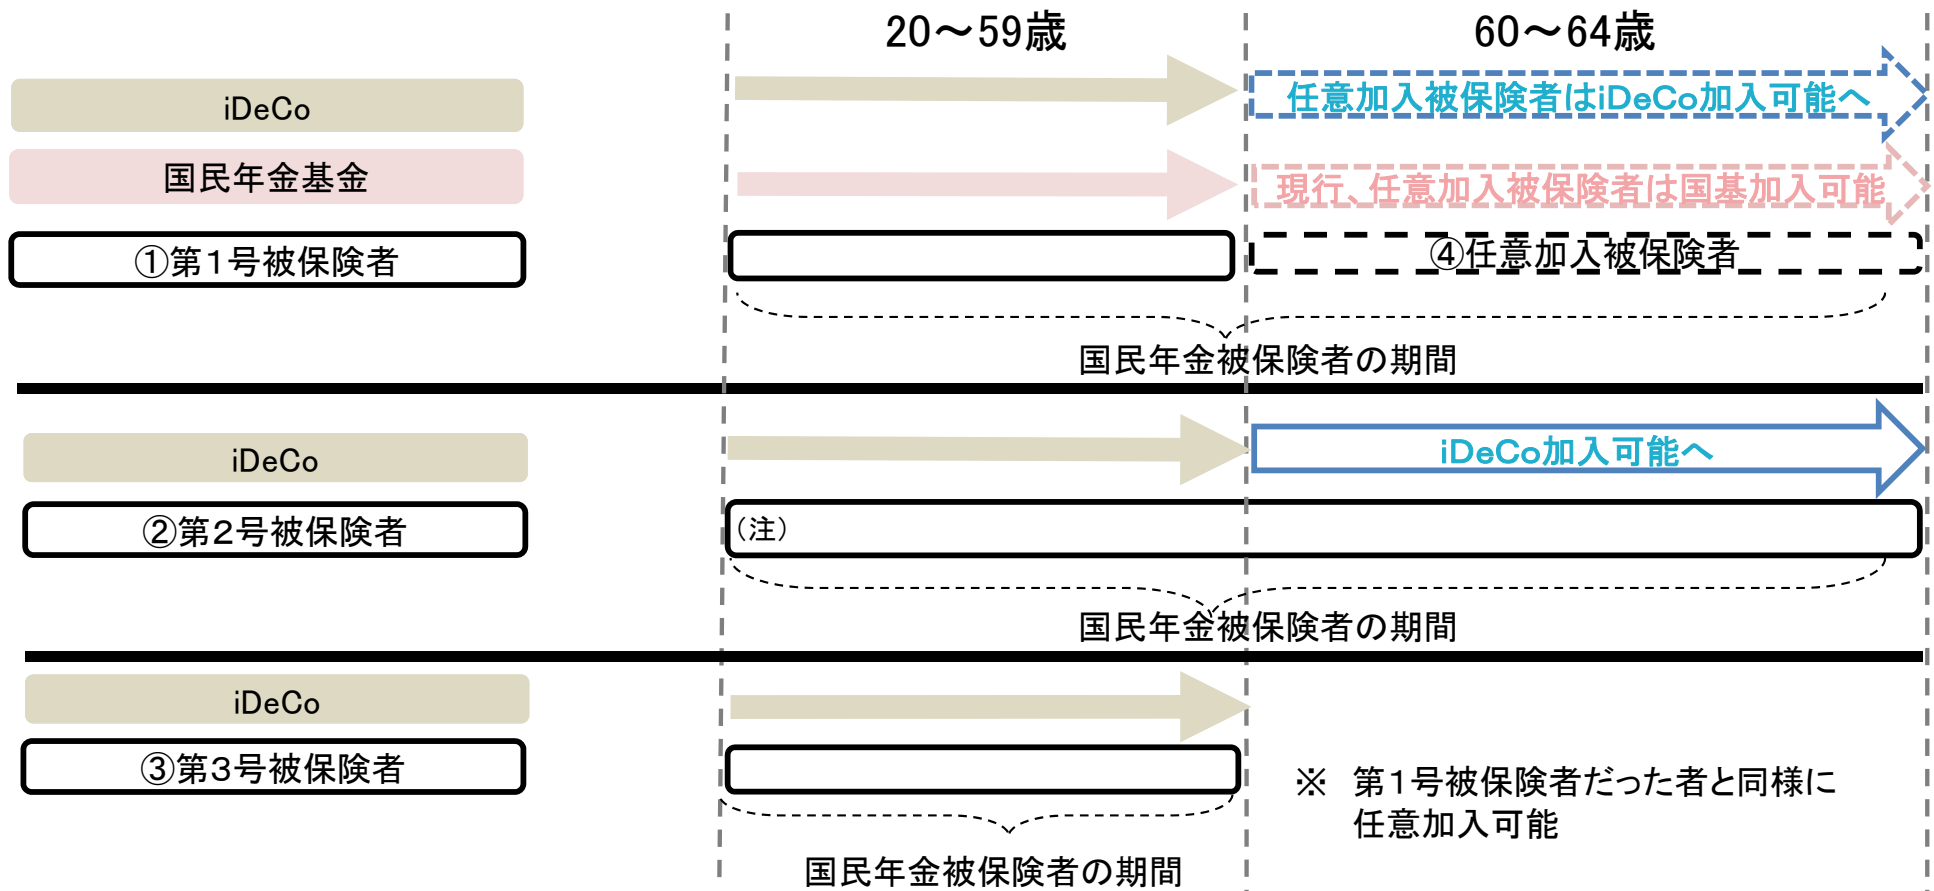 20～59歳
60～64歳
iDeCo
任意加入被保険者はiDeCo加入可能へ
国民年金基金
現行、任意加入被保険者は国基加入可能
①第１号被保険者
④任意加入被保険者
国民年金被保険者の期間
iDeCo
iDeCo加入可能へ
②第２号被保険者
（注）
国民年金被保険者の期間
iDeCo
③第３号被保険者
※　第１号被保険者だった者と同様に
任意加入可能
国民年金被保険者の期間